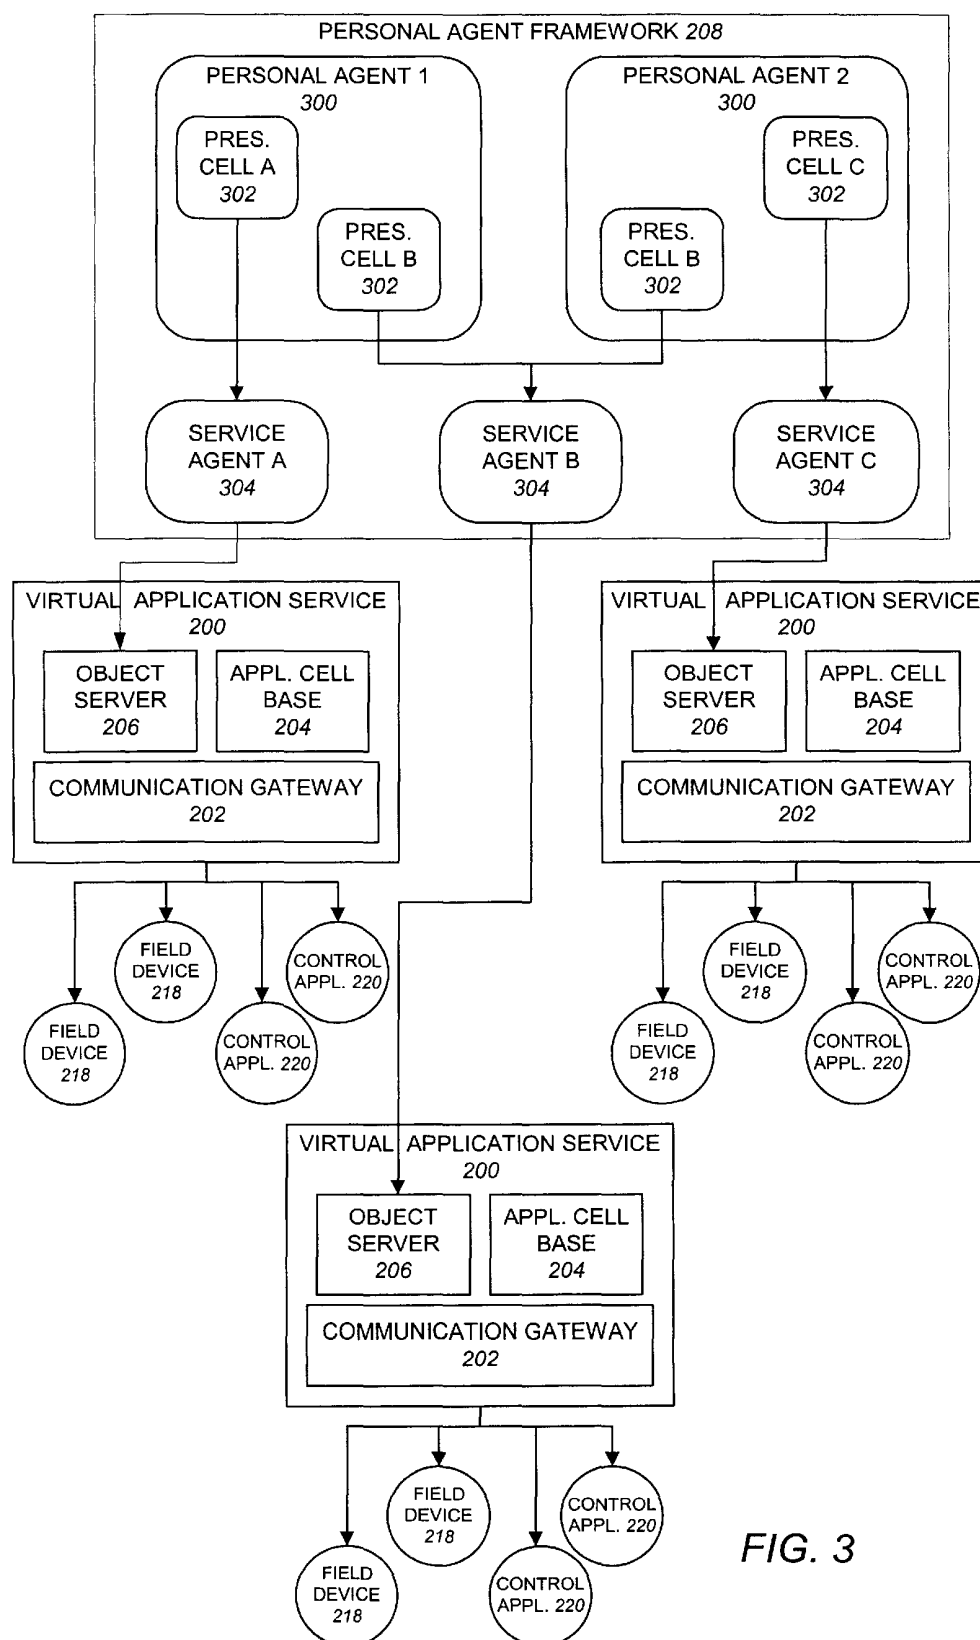 PERSONAL AGENT FRAMEWORK 208
PERSONAL AGENT 1
300
PRES.
CELL A
302
PRES.
CELL B
302
PERSONAL AGENT 2
300
PRES.
CELL C
302
PRES.
CELL B
302
SERVICE
AGENT A
304
SERVICE
AGENT B
304
SERVICE
AGENT C
304
VIRTUAL APPLICATION SERVICE
200
OBJECT
SERVER
206
APPL. CELL
BASE
204
COMMUNICATION GATEWAY
202
FIELD
DEVICE
218
FIELD
DEVICE
218
CONTROL
APPL. 220
CONTROL
APPL. 220
VIRTUAL APPLICATION SERVICE
200
OBJECT
SERVER
206
APPL. CELL
BASE
204
COMMUNICATION GATEWAY
202
FIELD
DEVICE
218
FIELD
DEVICE
218
CONTROL
APPL. 220
CONTROL
APPL. 220
VIRTUAL APPLICATION SERVICE
200
OBJECT
SERVER
206
APPL. CELL
BASE
204
COMMUNICATION GATEWAY
202
FIELD
DEVICE
218
FIELD
DEVICE
218
CONTROL
APPL. 220
CONTROL
APPL. 220
FIG. 3